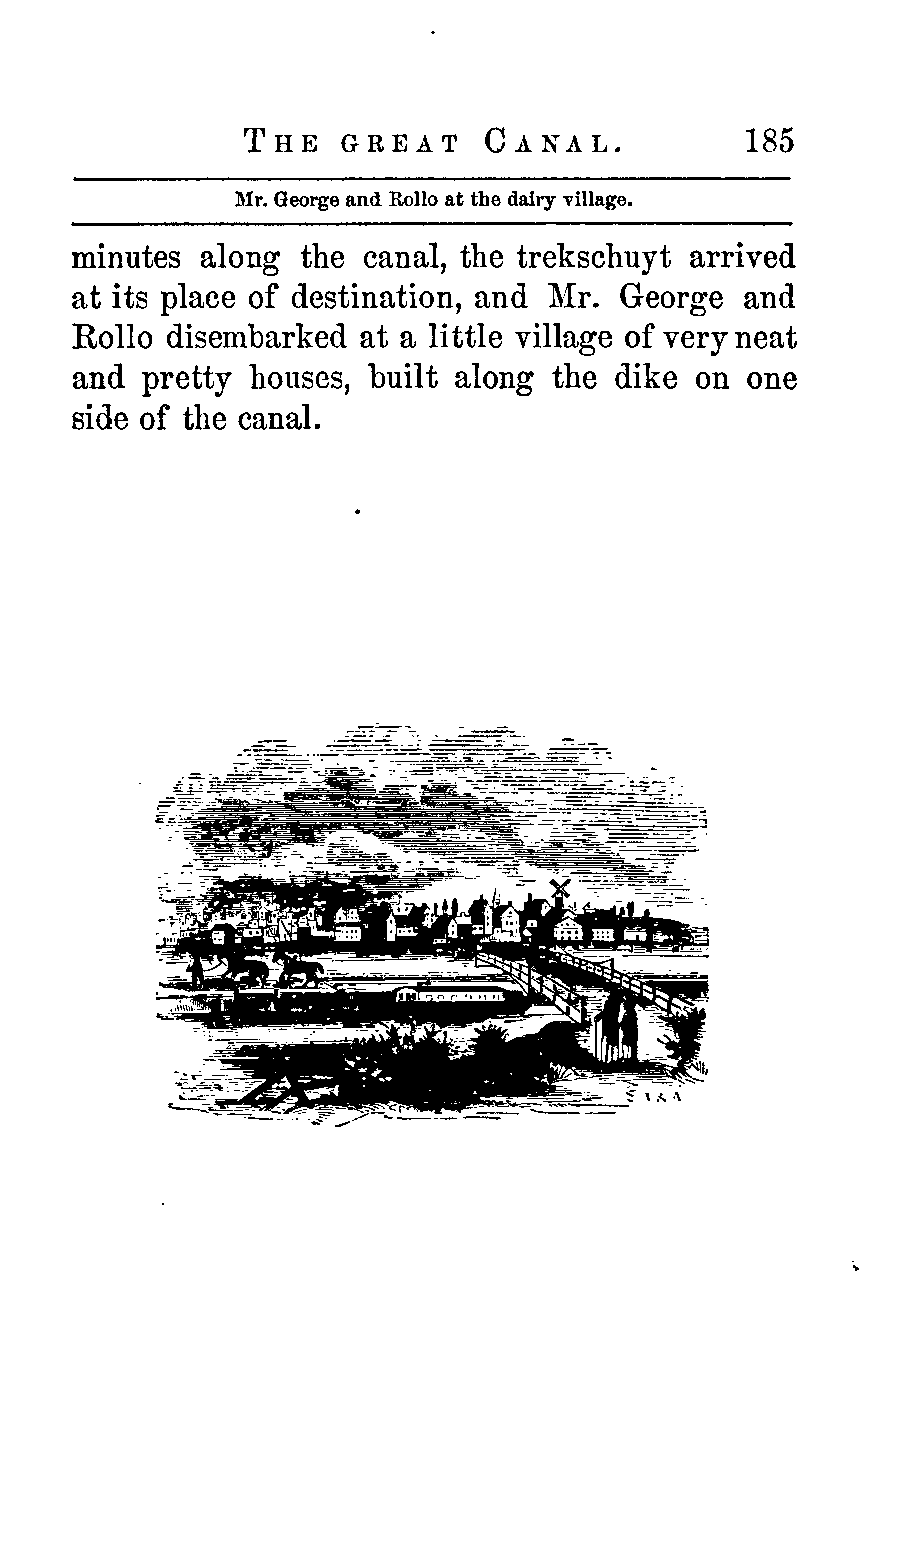 THE GREAT CANAL. 185
Mr. George and Rollo at the dairy village.
minutes along the canal, the trekschuyt arrived
at its place of destination, and Mr. George and
Rollo disembarked at a little village of very neat
and pretty houses, built along the dike on one
side of the canal.